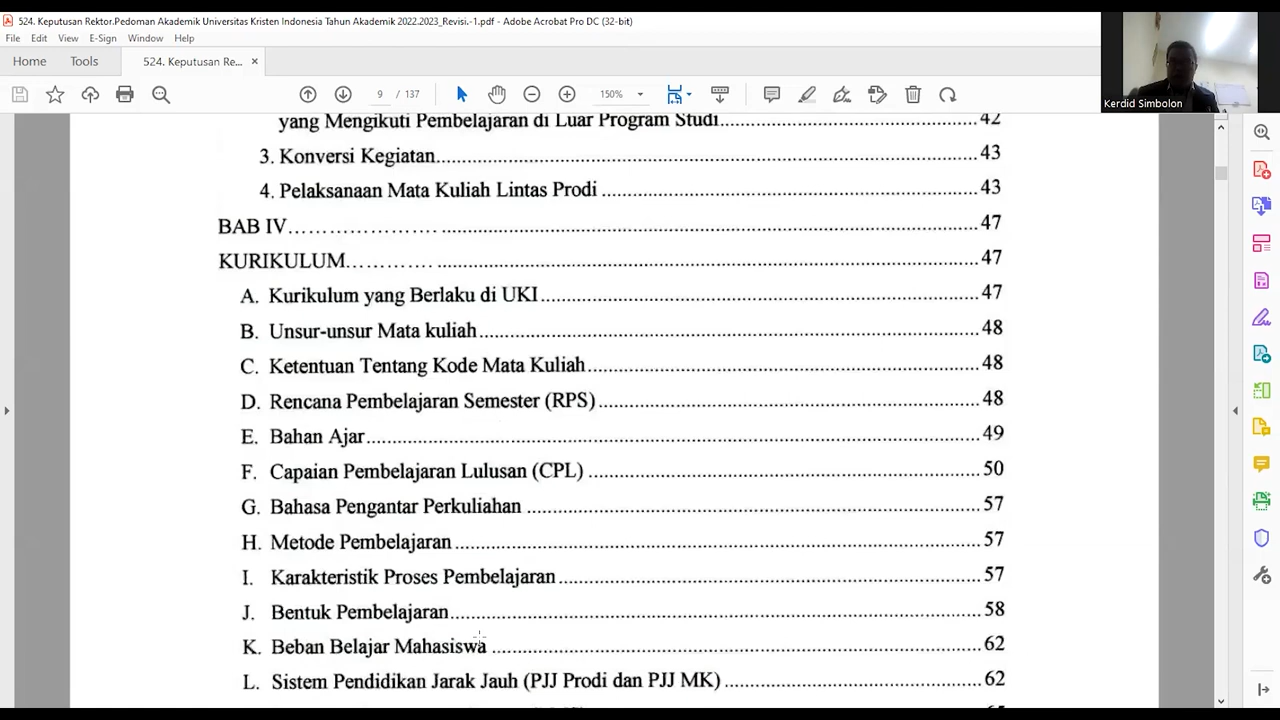 524. Keputusan Rektor.Pedoman Akademik Universitas Kristen Indonesia Tahun Akademik 2022.2023_Revisi.-1.pdf - Adobe Acrobat Pro DC (32-bit)
File Edit View E-Sign Window Help
Home Tools 524. Keputusan Re... ×
9 / 137 150%
Kerdid Simbolon
yang Mengikuti Pembelajaran di Luar Program Studi 42
3. Konversi Kegiatan 43
4. Pelaksanaan Mata Kuliah Lintas Prodi 43
BAB IV 47
KURIKULUM 47
A. Kurikulum yang Berlaku di UKI 47
B. Unsur-unsur Mata kuliah 48
C. Ketentuan Tentang Kode Mata Kuliah 48
D. Rencana Pembelajaran Semester (RPS) 48
E. Bahan Ajar 49
F. Capaian Pembelajaran Lulusan (CPL) 50
G. Bahasa Pengantar Perkuliahan 57
H. Metode Pembelajaran 57
I. Karakteristik Proses Pembelajaran 57
J. Bentuk Pembelajaran 58
K. Beban Belajar Mahasiswa 62
L. Sistem Pendidikan Jarak Jauh (PJJ Prodi dan PJJ MK) 62